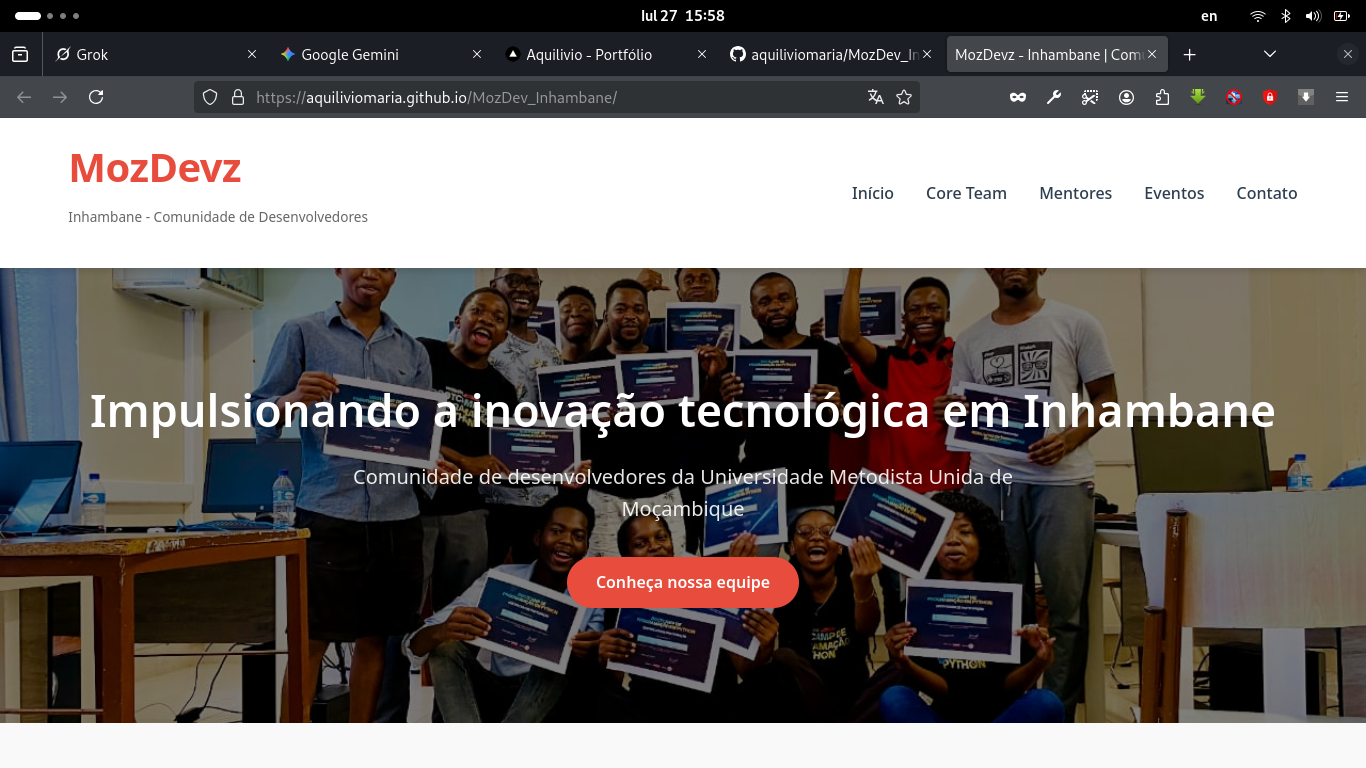 Iul 27 15:58
en
Grok
Google Gemini
Aquilivio - Portfólio
aquiliviomaria/MozDev_In
MozDevz - Inhambane | Com
https://aquiliviomaria.github.io/MozDev_Inhambane/
MozDevz
Inhambane - Comunidade de Desenvolvedores
Início
Core Team
Mentores
Eventos
Contato
Impulsionando a inovação tecnológica em Inhambane
Comunidade de desenvolvedores da Universidade Metodista Unida de
Moçambique
Conheça nossa equipe
PYTHON